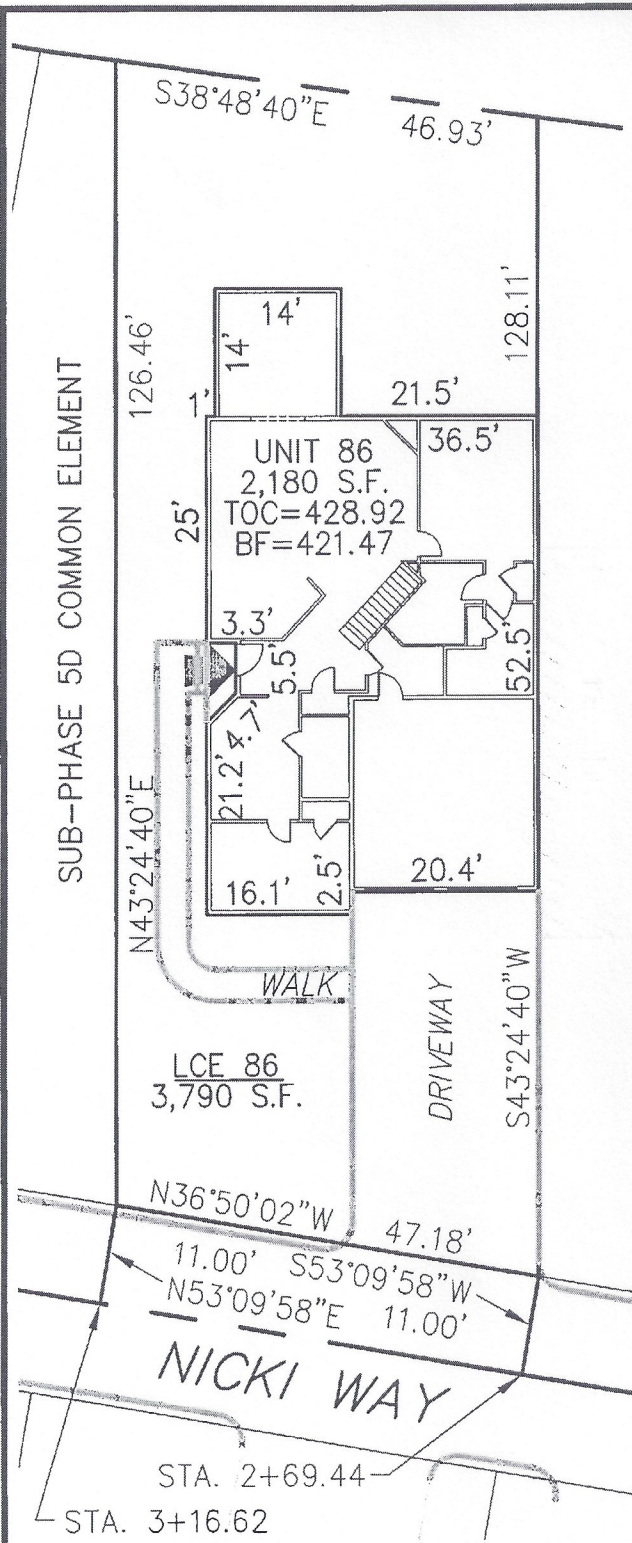 S38°48'40"E
46.93'
126.46'
128.11'
14'
14'
1'
21.5'
SUB-PHASE 5D COMMON ELEMENT
UNIT 86
2,180 S.F.
TOC=428.92
BF=421.47
36.5'
25'
3.3'
5.5'
52.5'
4.7'
21.2'
N43°24'40"E
16.1'
2.5'
20.4'
WALK
DRIVEWAY
S43°24'40"W
LCE 86
3,790 S.F.
N36°50'02"W
47.18'
11.00'
S53°09'58"W
N53°09'58"E
11.00'
NICKI WAY
STA. 2+69.44
STA. 3+16.62